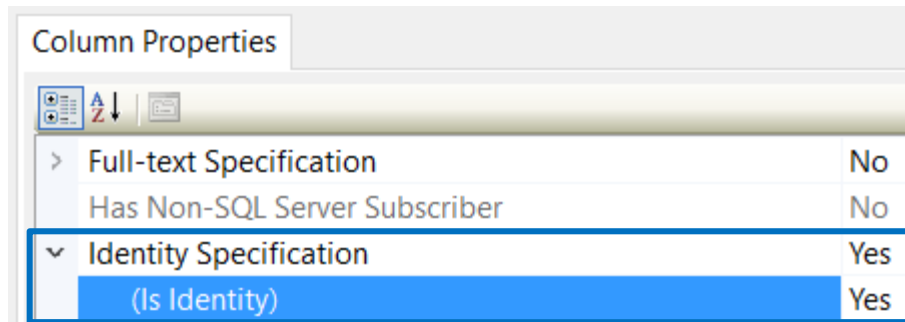 Column Properties
A
Z
Full-text Specification No
Has Non-SQL Server Subscriber No
Identity Specification Yes
(Is Identity) Yes